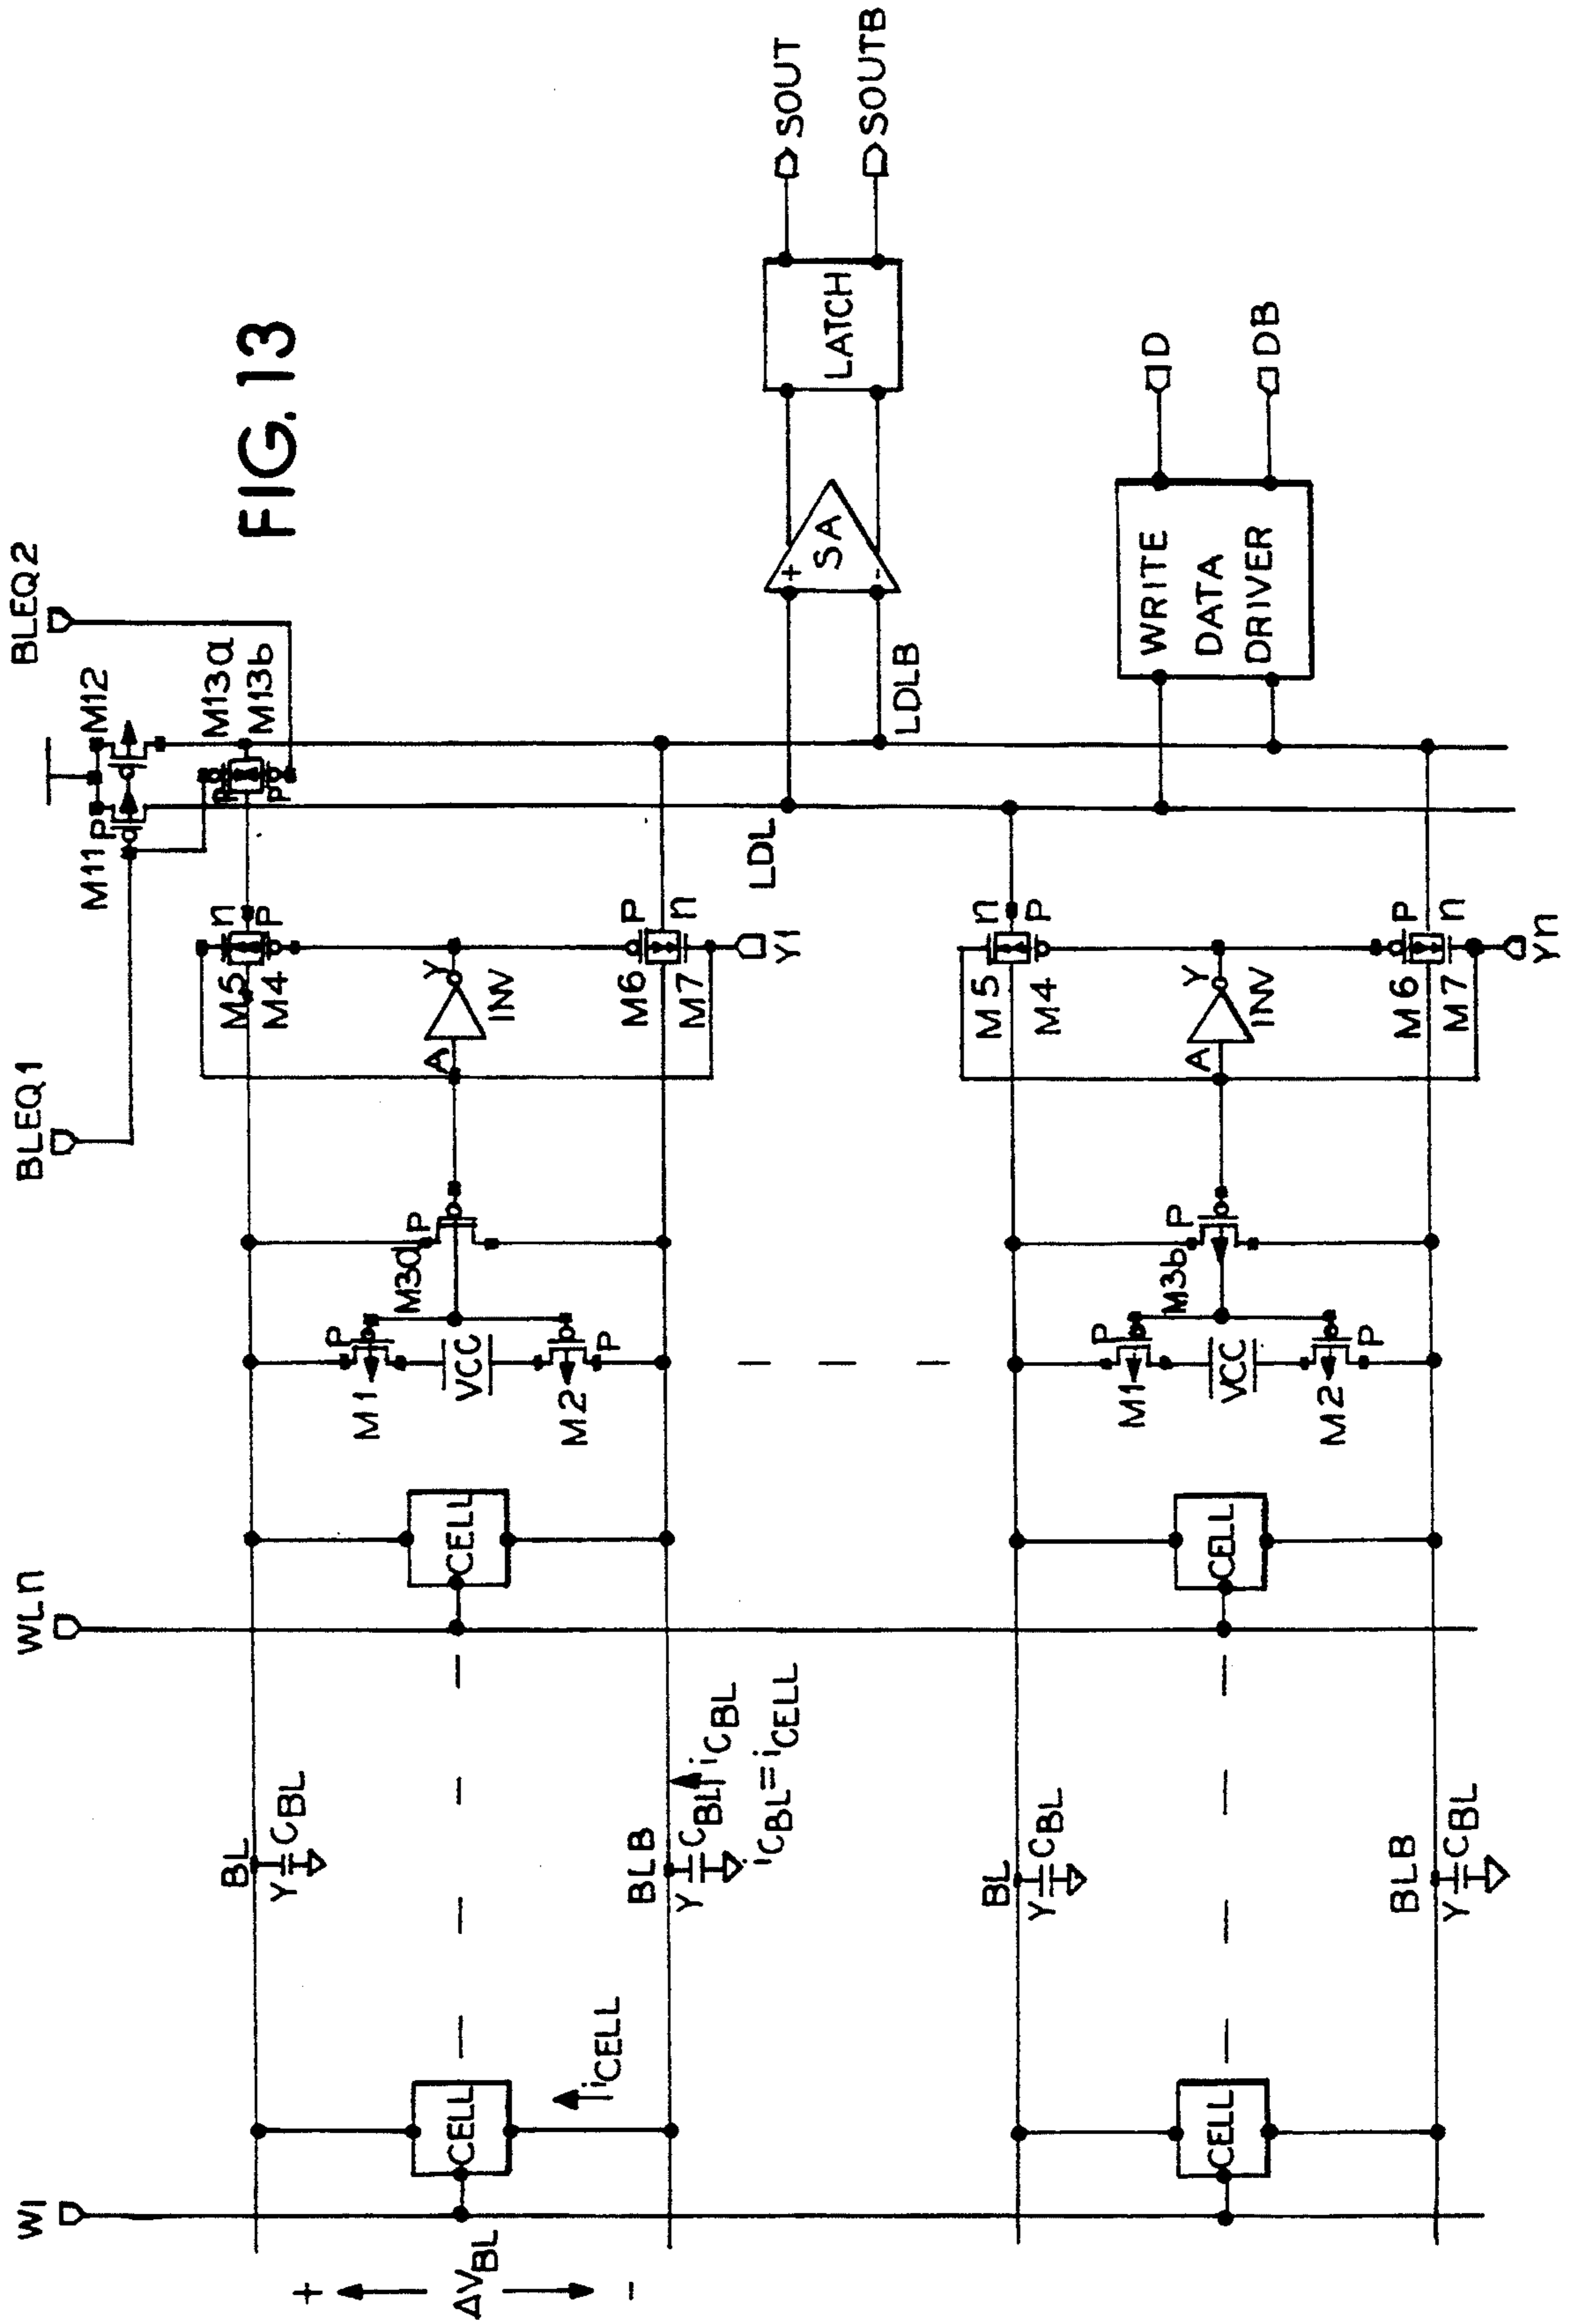 FIG. 13
BLEQ1
BLEQ2
M11
P
M12
M13a
M13b
P
P
WI
WLn
BL
Y
CBL
CELL
CELL
iCELL
+
ΔVBL
-
BLB
Y
CBL
iCBL
iCBL=iCELL
M1
P
VCC
M2
P
M3a
P
A
INV
Y
M5
n
M4
P
M6
P
M7
n
Y1
LDL
LDLB
+
SA
-
LATCH
SOUT
SOUTB
BL
Y
CBL
CELL
CELL
BLB
Y
CBL
M1
P
VCC
M2
P
M3b
P
A
INV
Y
M5
n
M4
P
M6
P
M7
n
Yn
WRITE
DATA
DRIVER
D
DB